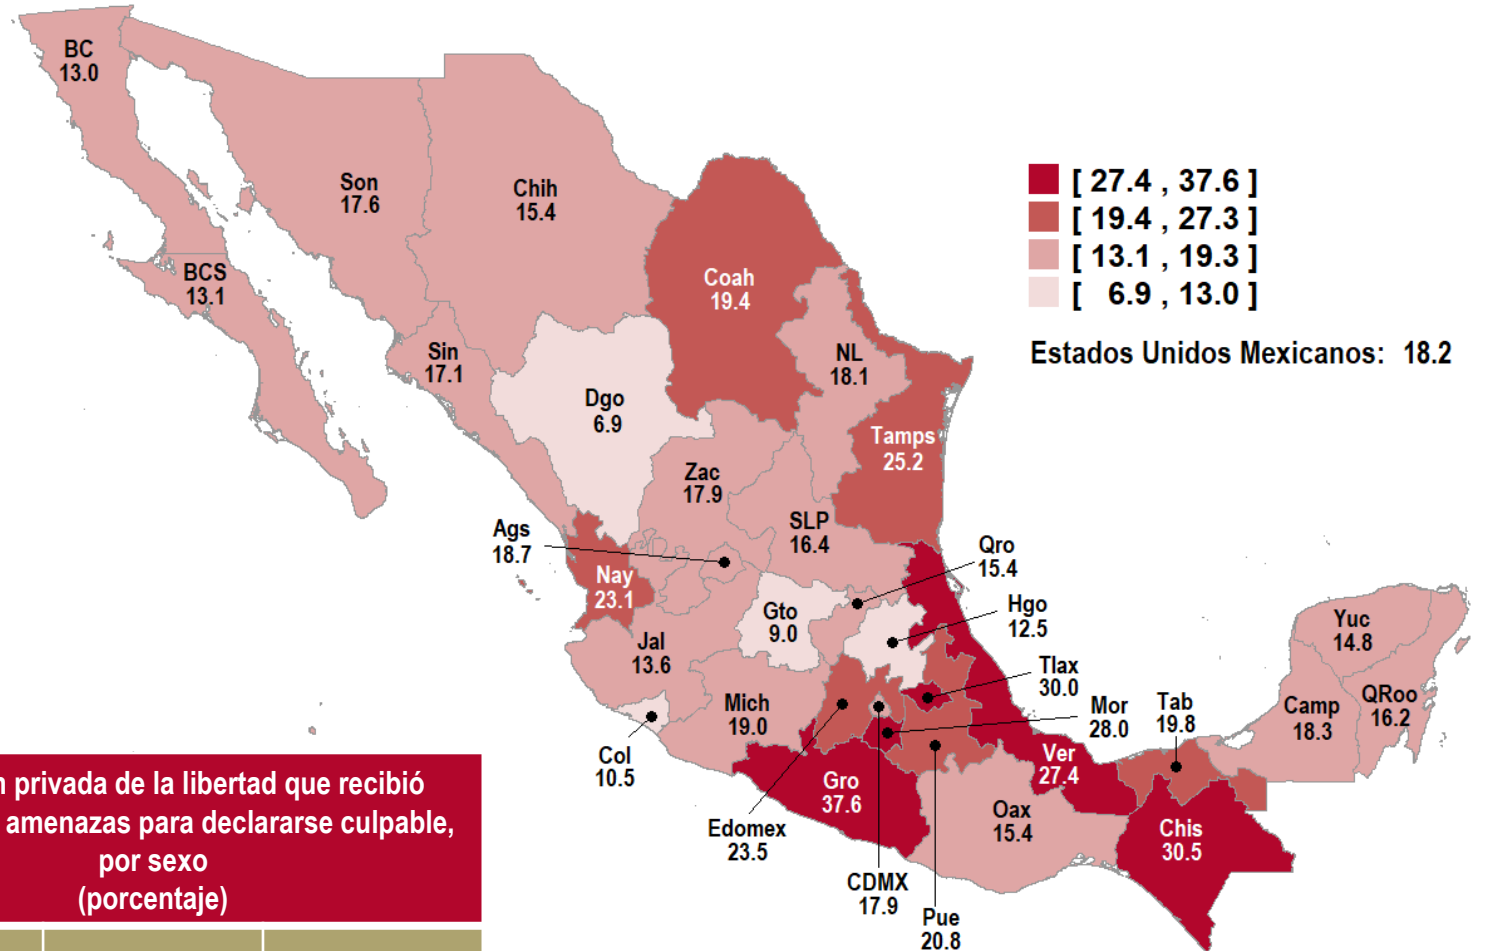 BC
13.0
Son
17.6
Chih
15.4
BCS
13.1
Coah
19.4
Sin
17.1
NL
18.1
Dgo
6.9
Tamps
25.2
Zac
17.9
SLP
16.4
Ags
18.7
Nay
23.1
Qro
15.4
Gto
9.0
Hgo
12.5
Jal
13.6
Tlax
30.0
Mich
19.0
Mor
28.0
Tab
19.8
Yuc
14.8
Camp
18.3
QRoo
16.2
Col
10.5
Ver
27.4
Gro
37.6
Oax
15.4
Chis
30.5
Edomex
23.5
CDMX
17.9
Pue
20.8
[ 27.4 , 37.6 ]
[ 19.4 , 27.3 ]
[ 13.1 , 19.3 ]
[ 6.9 , 13.0 ]
Estados Unidos Mexicanos: 18.2
privada de la libertad que recibió
amenazas para declararse culpable,
por sexo
(porcentaje)